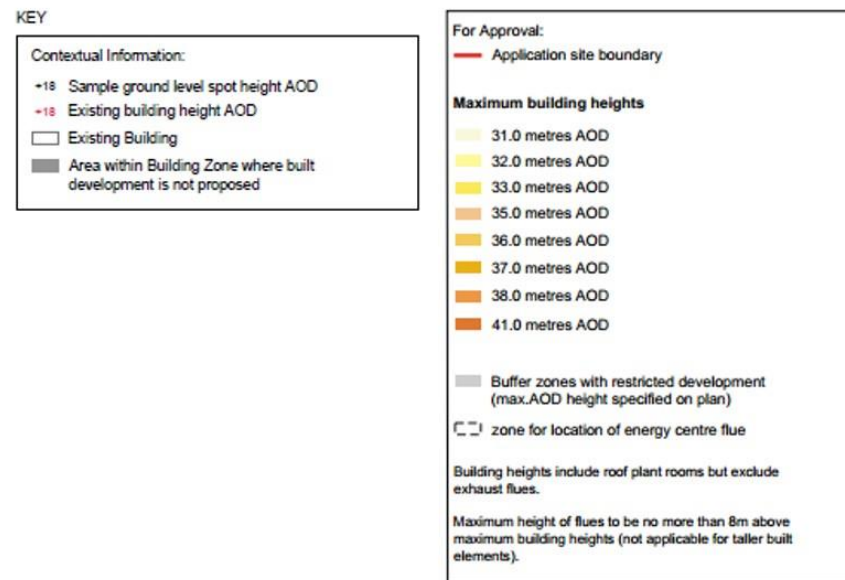 KEY
Contextual Information:
+18 Sample ground level spot height AOD
+18 Existing building height AOD
Existing Building
Area within Building Zone where built
development is not proposed
For Approval:
Application site boundary
Maximum building heights
31.0 metres AOD
32.0 metres AOD
33.0 metres AOD
35.0 metres AOD
36.0 metres AOD
37.0 metres AOD
38.0 metres AOD
41.0 metres AOD
Buffer zones with restricted development
(max.AOD height specified on plan)
zone for location of energy centre flue
Building heights include roof plant rooms but exclude
exhaust flues.
Maximum height of flues to be no more than 8m above
maximum building heights (not applicable for taller built
elements).